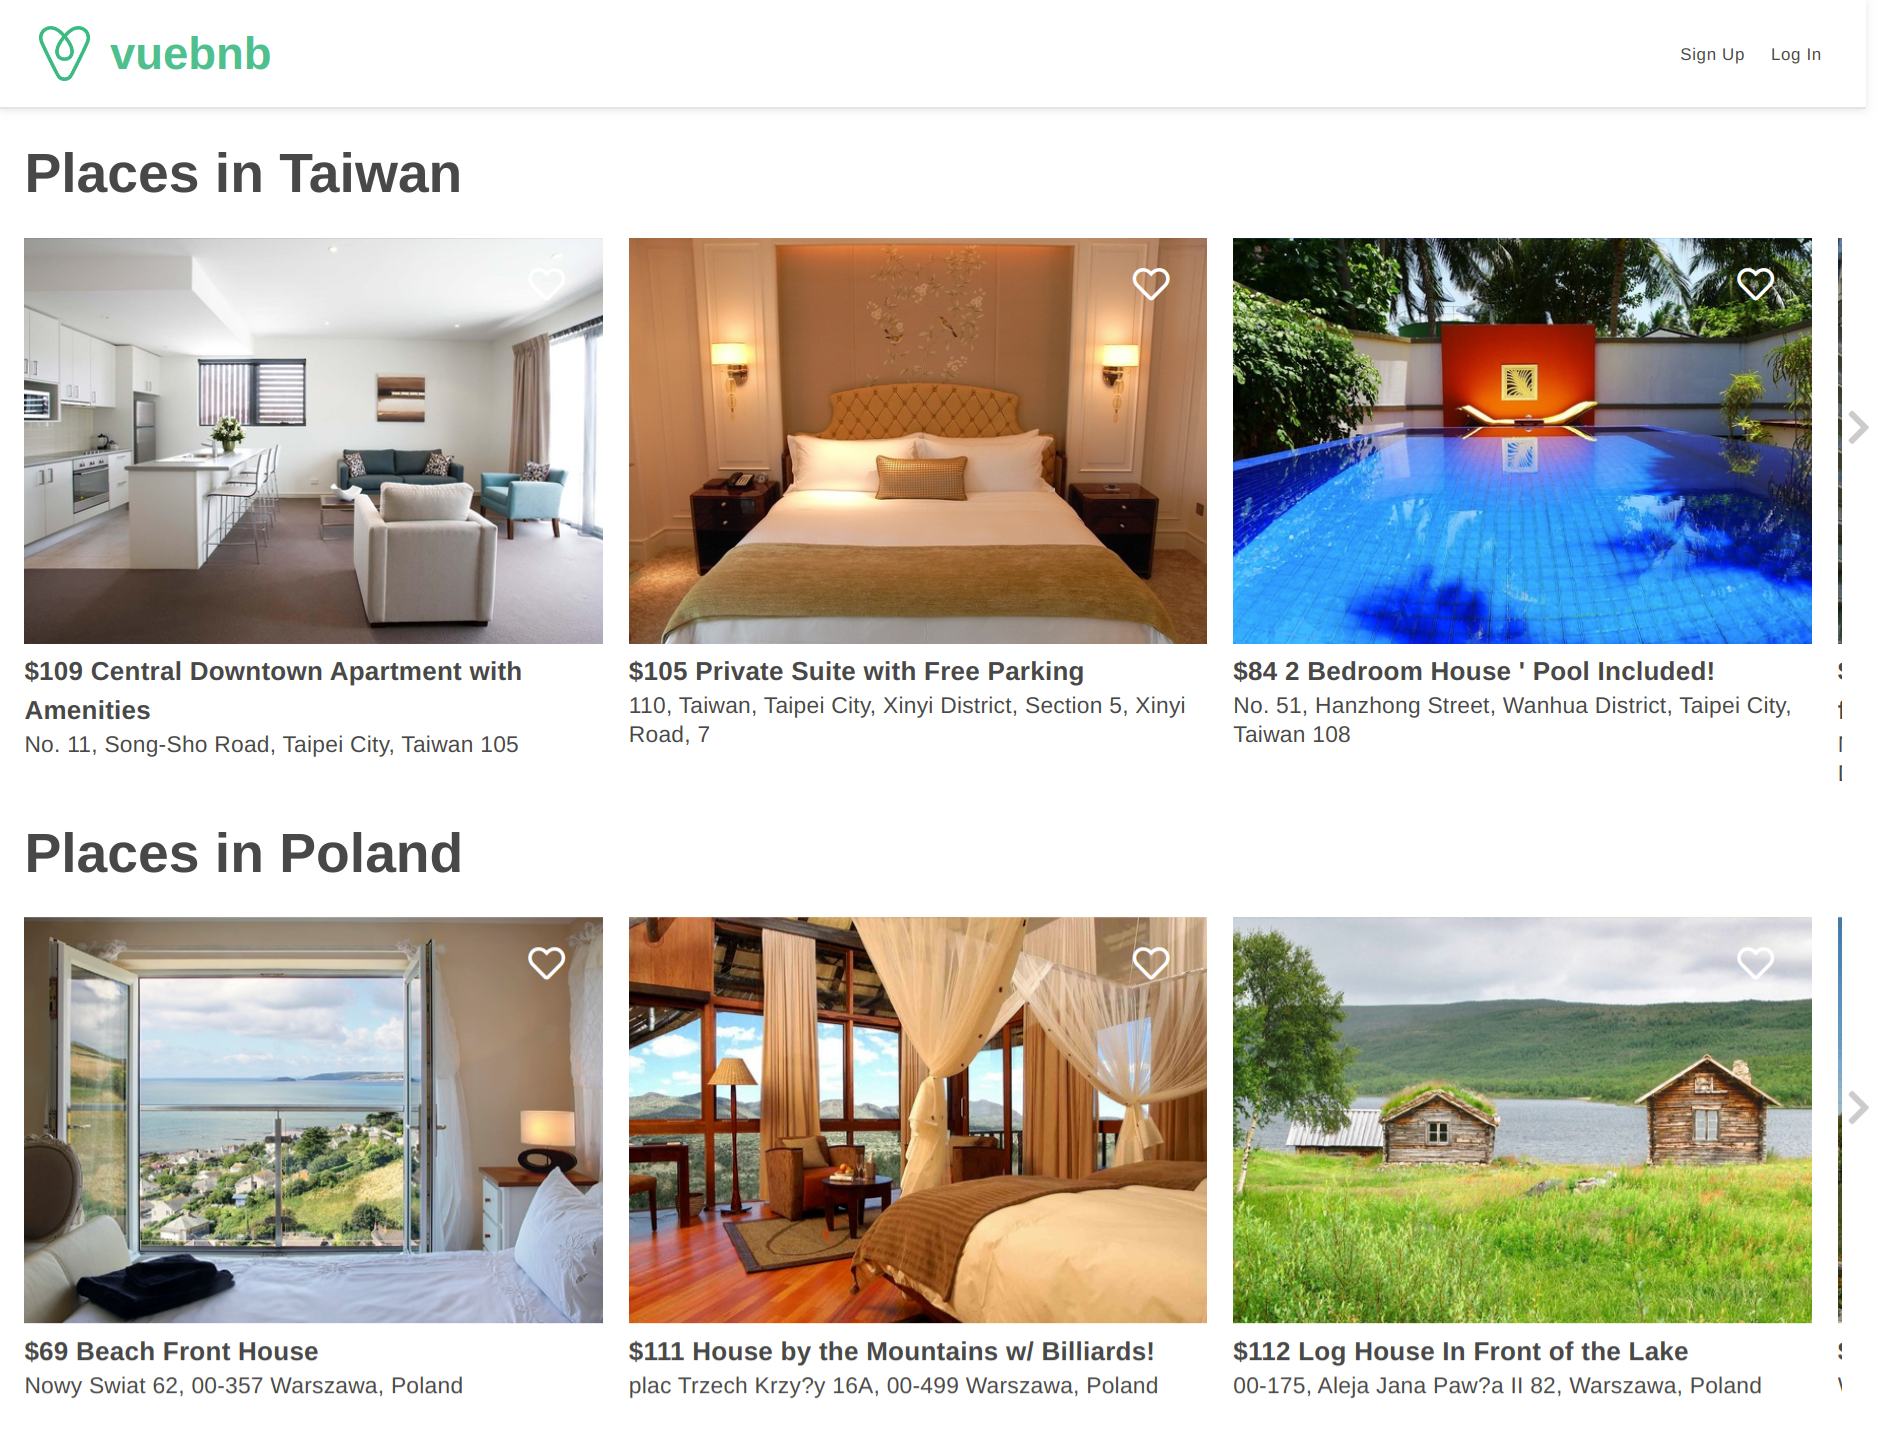 vuebnb
Sign Up
Log In
Places in Taiwan
$109 Central Downtown Apartment with
Amenities
No. 11, Song-Sho Road, Taipei City, Taiwan 105
$105 Private Suite with Free Parking
110, Taiwan, Taipei City, Xinyi District, Section 5, Xinyi
Road, 7
$84 2 Bedroom House ' Pool Included!
No. 51, Hanzhong Street, Wanhua District, Taipei City,
Taiwan 108
Places in Poland
$69 Beach Front House
Nowy Swiat 62, 00-357 Warszawa, Poland
$111 House by the Mountains w/ Billiards!
plac Trzech Krzy?y 16A, 00-499 Warszawa, Poland
$112 Log House In Front of the Lake
00-175, Aleja Jana Paw?a II 82, Warszawa, Poland